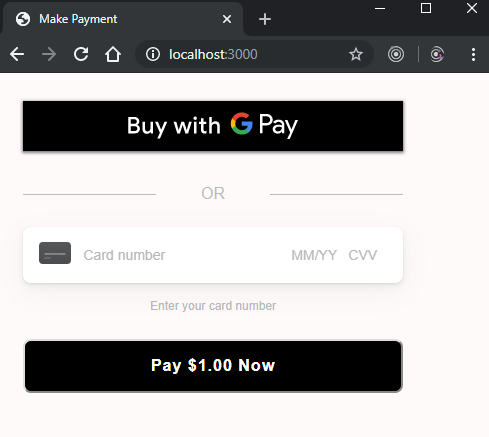 Make Payment
localhost:3000
Buy with G Pay
OR
Card number MM/YY CVV
Enter your card number
Pay $1.00 Now